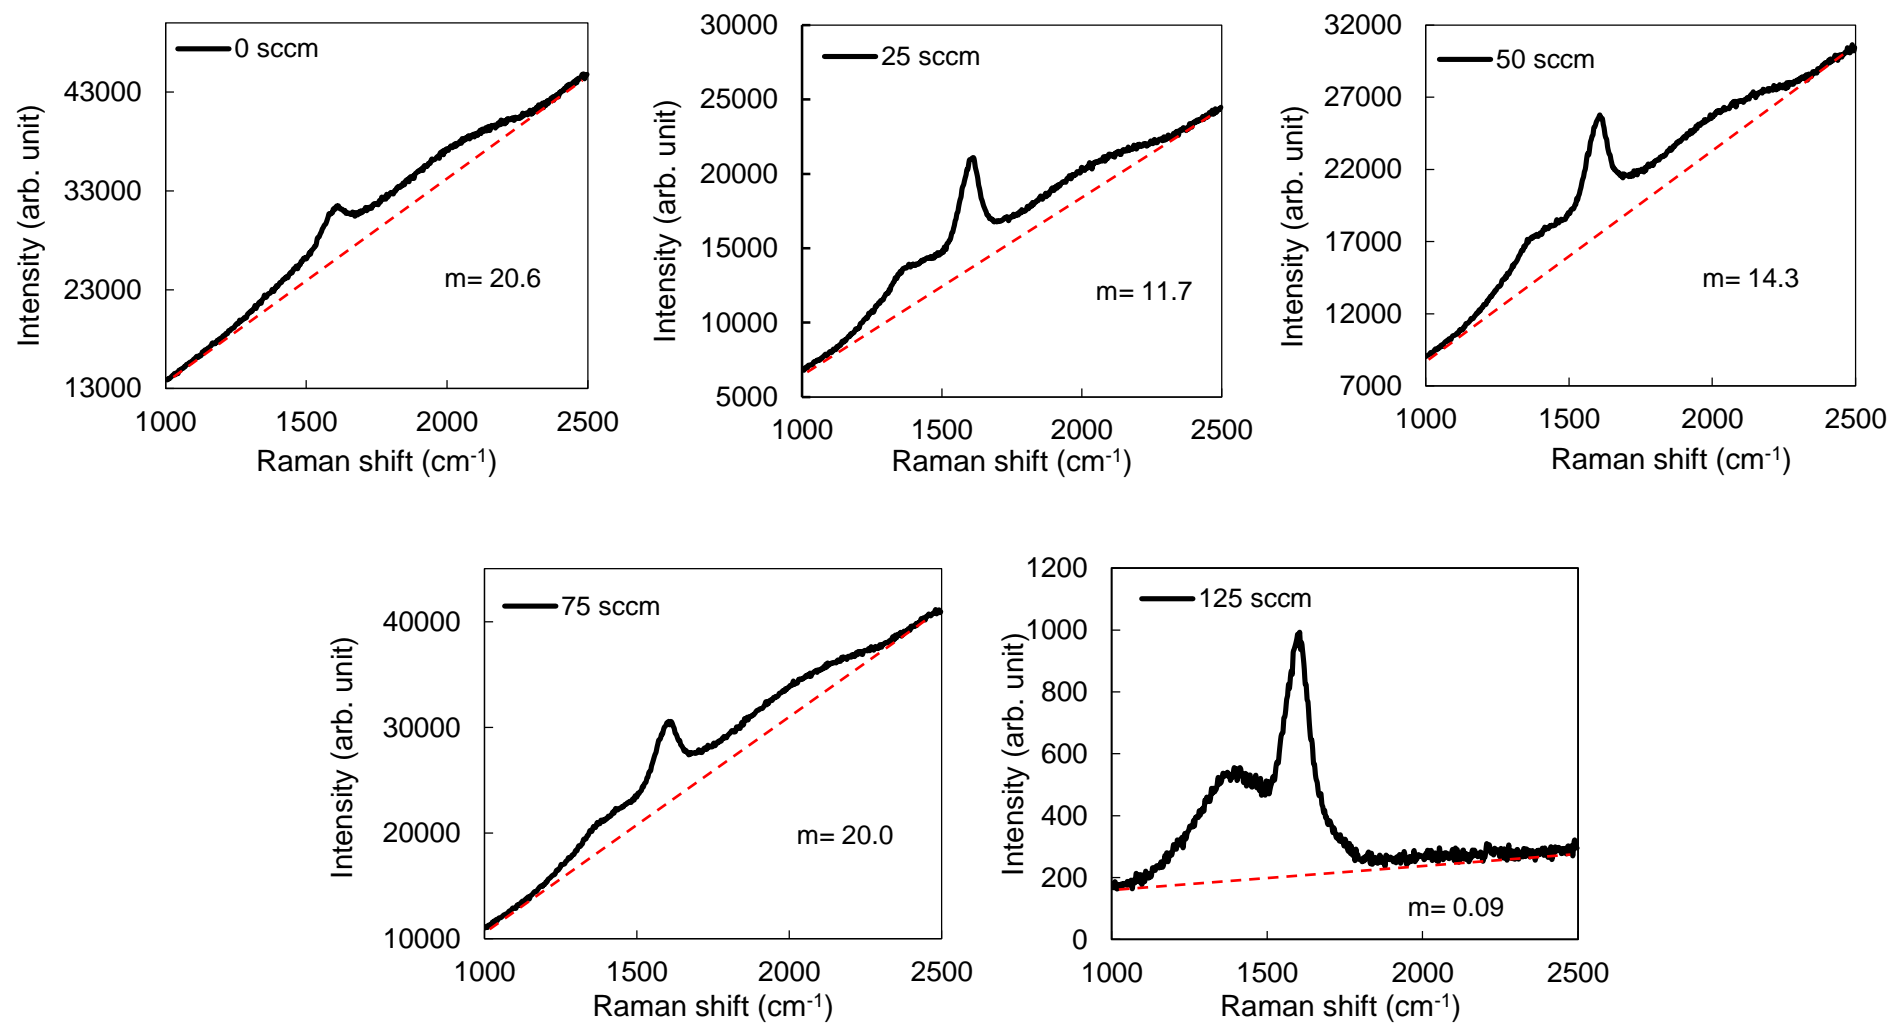 0 sccm
43000
33000
23000
13000
1000 1500 2000 2500
Intensity (arb. unit)
Raman shift (cm-1)
m= 20.6
25 sccm
30000
25000
20000
15000
10000
5000
1000 1500 2000 2500
Intensity (arb. unit)
Raman shift (cm-1)
m= 11.7
50 sccm
32000
27000
22000
17000
12000
7000
1000 1500 2000 2500
Intensity (arb. unit)
Raman shift (cm-1)
m= 14.3
75 sccm
40000
30000
20000
10000
1000 1500 2000 2500
Intensity (arb. unit)
Raman shift (cm-1)
m= 20.0
125 sccm
1200
1000
800
600
400
200
0
1000 1500 2000 2500
Intensity (arb. unit)
Raman shift (cm-1)
m= 0.09